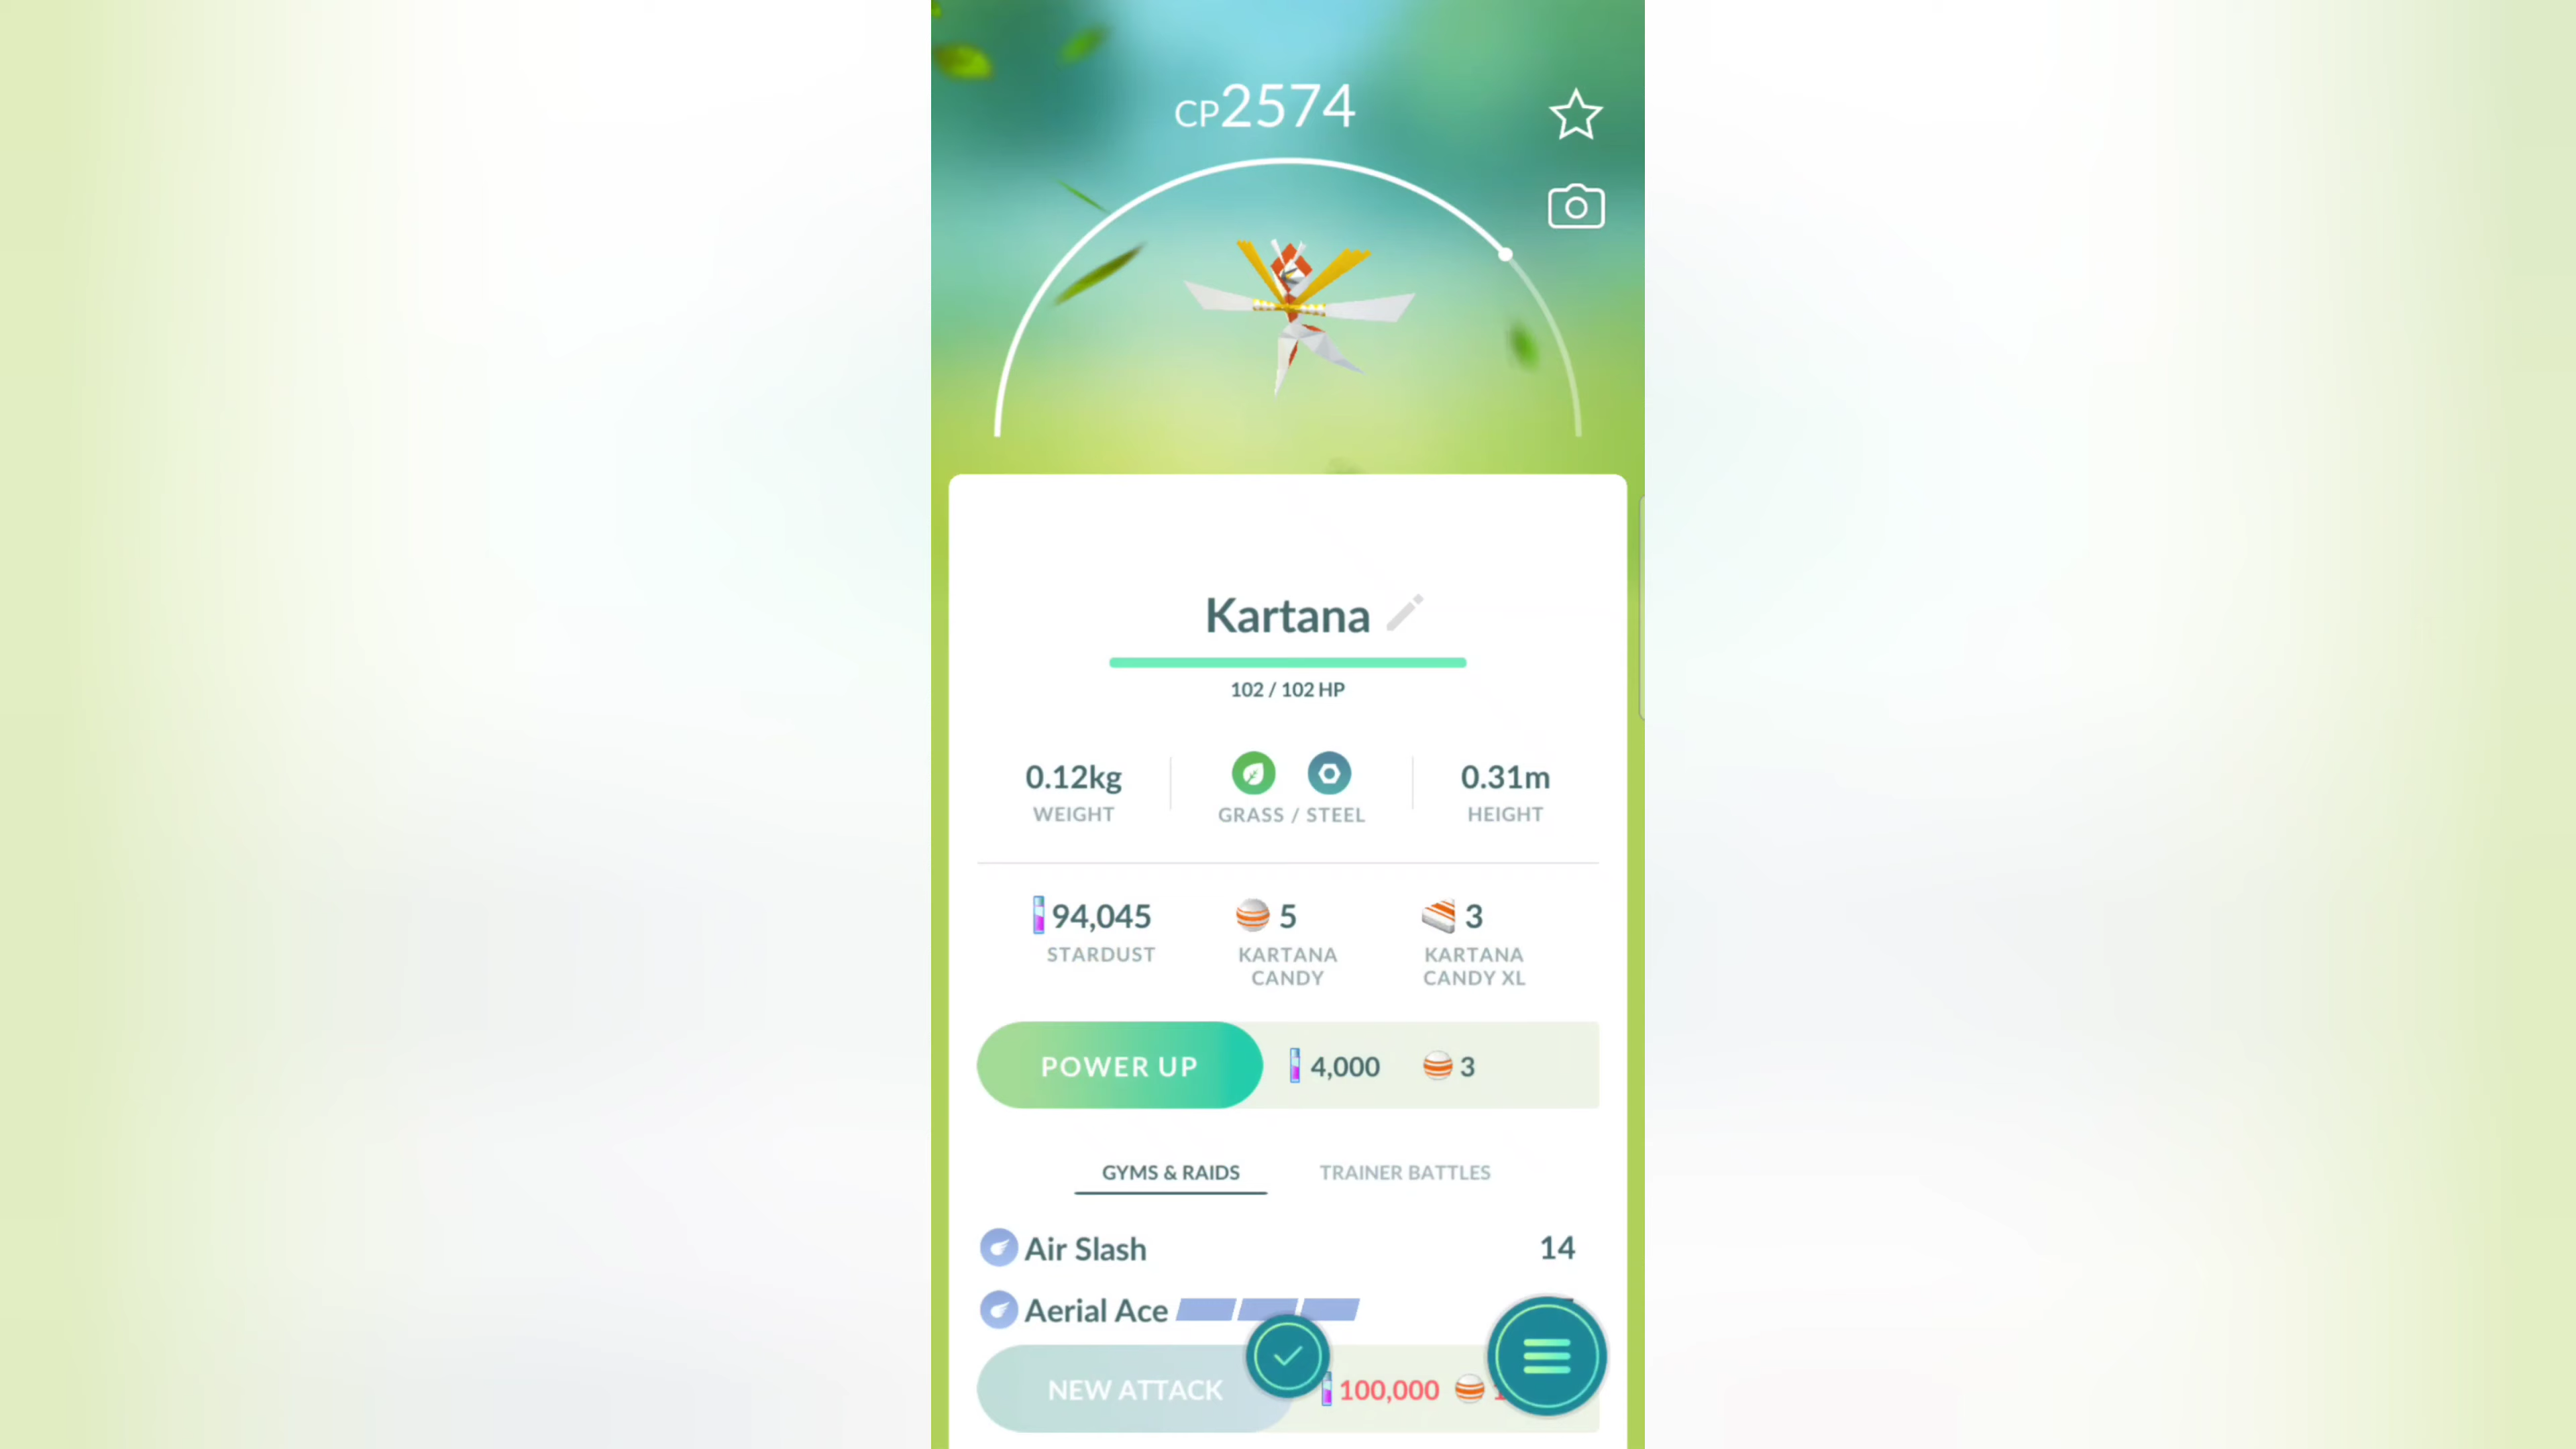 CP2574
Kartana
102 / 102 HP
0.12kg
WEIGHT
GRASS / STEEL
0.31m
HEIGHT
94,045
STARDUST
5
KARTANA
CANDY
3
KARTANA
CANDY XL
POWER UP
4,000
3
GYMS & RAIDS
TRAINER BATTLES
Air Slash
14
Aerial Ace
NEW ATTACK
100,000